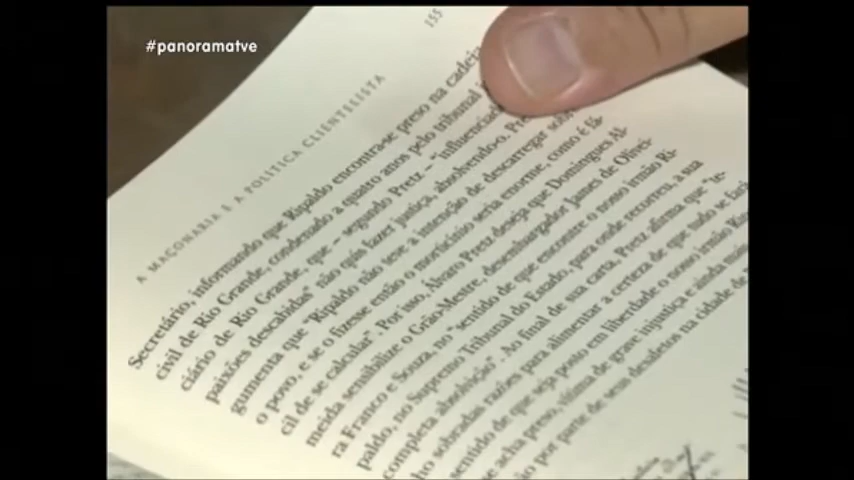 #panoramatve
155
A MAÇONARIA E A POLÍTICA CLIENTELISTA
Secretário, informando que Ripaldo encontra-se preso na cadeia
civil de Rio Grande, condenado a quatro anos pelo tribunal
ciário de Rio Grande, que – segundo Pretz – "influenciado
paixões descabidas" não quis fazer justiça, absolvendo-o.
gumenta que "Ripaldo não teve a intenção de descarregar sobre
o povo, e se o fizesse então o morticínio seria enorme, como é fá-
cil de se calcular". Por isso, Álvaro Pretz deseja que Domingues Al-
meida sensibilize o Grão-Mestre, desembargador James de Olivei-
ra Franco e Souza, no "sentido de que encontre o nosso irmão Ri-
paldo, no Supremo Tribunal do Estado, para onde recorreu, a sua
completa absolvição". Ao final de sua carta, Pretz afirma que "te-
ho sobradas razões para alimentar a certeza de que tudo se fará
sentido de que seja posto em liberdade o nosso irmão
e acha preso, vítima de grave injustiça e ainda mais
ão por parte de seus desafetos na cidade de